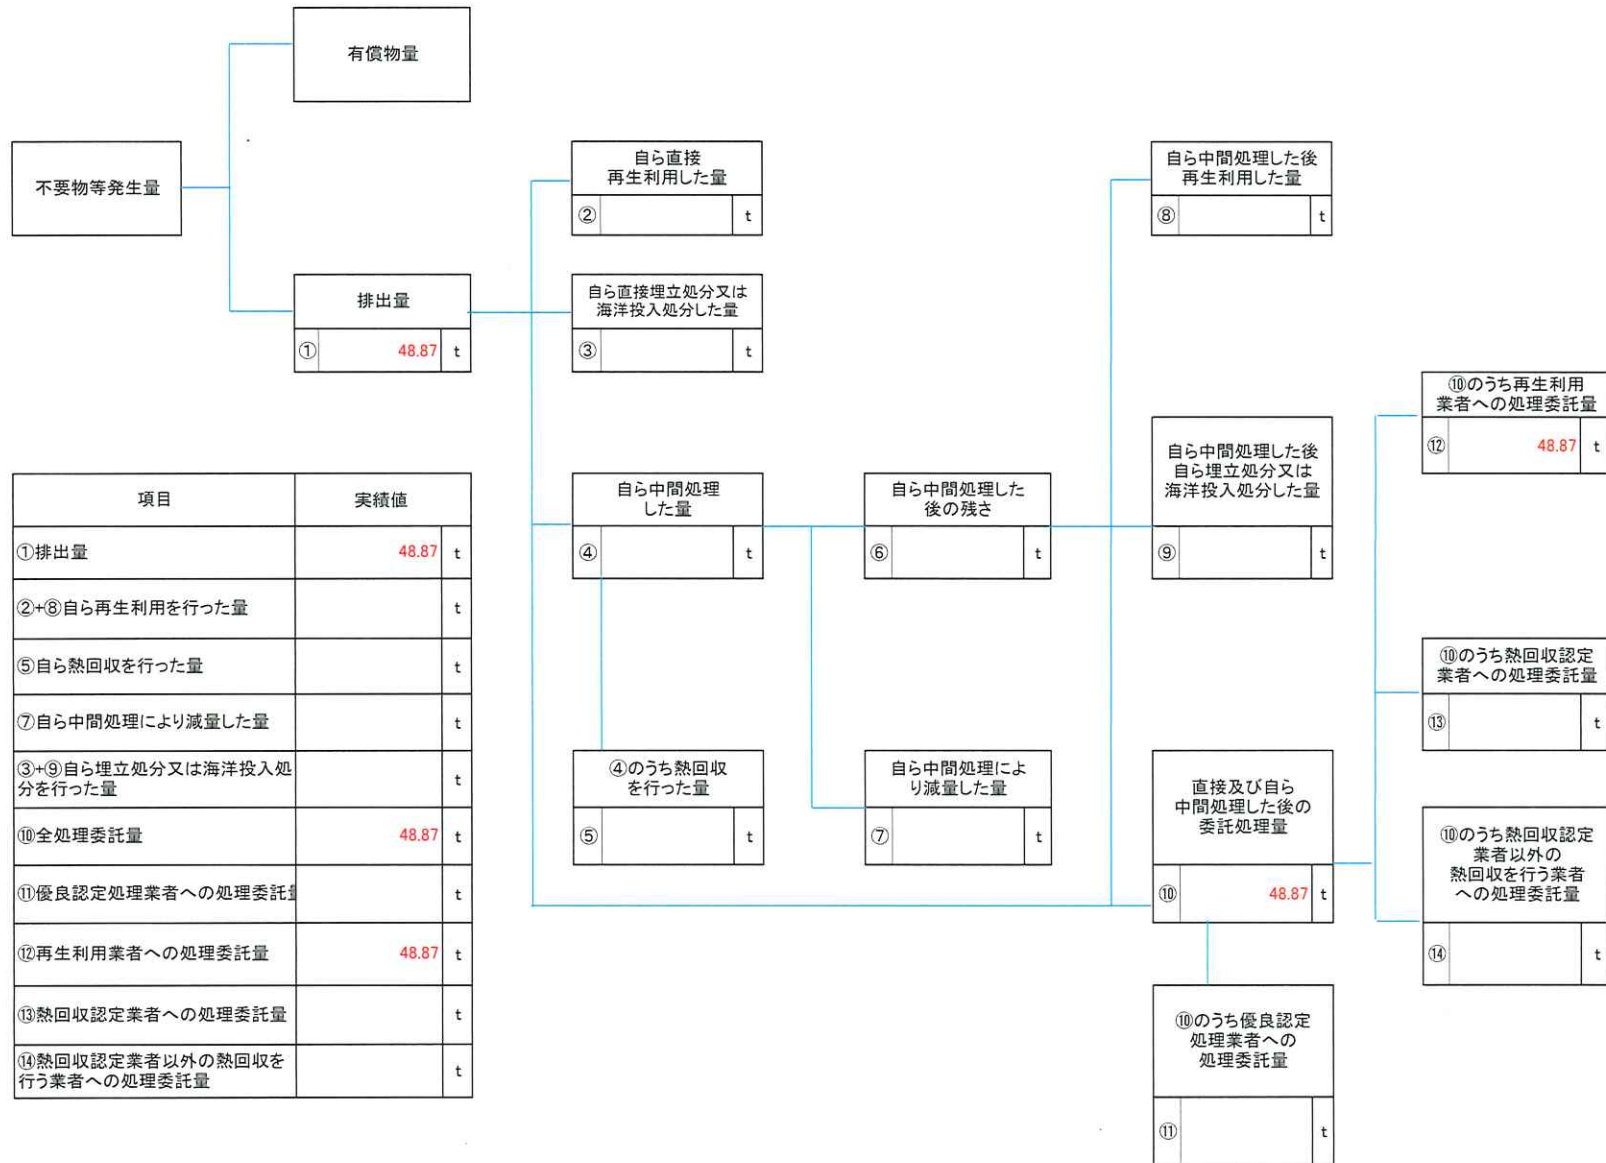 有償物量
不要物等発生量
排出量
① 48.87 t
自ら直接
再生利用した量
② t
自ら直接埋立処分又は
海洋投入処分した量
③ t
自ら中間処理
した量
④ t
④のうち熱回収
を行った量
⑤ t
自ら中間処理した
後の残さ
⑥ t
自ら中間処理によ
り減量した量
⑦ t
自ら中間処理した後
再生利用した量
⑧ t
自ら中間処理した後
自ら埋立処分又は
海洋投入処分した量
⑨ t
直接及び自ら
中間処理した後の
委託処理量
⑩ 48.87 t
⑩のうち優良認定
処理業者への
処理委託量
⑪ t
⑩のうち再生利用
業者への処理委託量
⑫ 48.87 t
⑩のうち熱回収認定
業者への処理委託量
⑬ t
⑩のうち熱回収認定
業者以外の
熱回収を行う業者
への処理委託量
⑭ t
項目 実績値
①排出量 48.87 t
②+⑧自ら再生利用を行った量 t
⑤自ら熱回収を行った量 t
⑦自ら中間処理により減量した量 t
③+⑨自ら埋立処分又は海洋投入処
分を行った量 t
⑩全処理委託量 48.87 t
⑪優良認定処理業者への処理委託量 t
⑫再生利用業者への処理委託量 48.87 t
⑬熱回収認定業者への処理委託量 t
⑭熱回収認定業者以外の熱回収を
行う業者への処理委託量 t